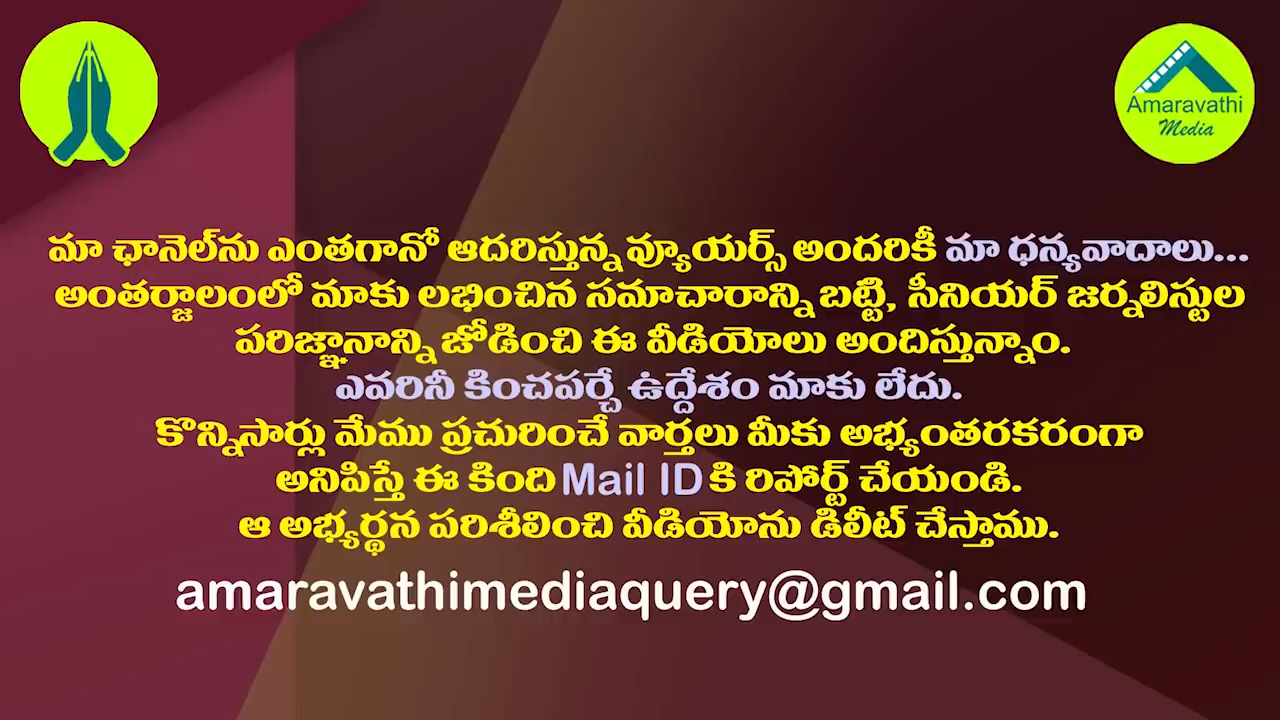 Amaravathi
Media
మా ఛానెల్‌ను ఎంతగానో ఆదరిస్తున్న వ్యూయర్స్ అందరికీ మా ధన్యవాదాలు...
అంతర్జాలంలో మాకు లభించిన సమాచారాన్ని బట్టి, సీనియర్ జర్నలిస్టుల
పరిజ్ఞానాన్ని జోడించి ఈ వీడియోలు అందిస్తున్నాం.
ఎవరినీ కించపర్చే ఉద్దేశం మాకు లేదు.
కొన్నిసార్లు మేము ప్రచురించే వార్తలు మీకు అభ్యంతరకరంగా
అనిపిస్తే ఈ కింది Mail ID కి రిపోర్ట్ చేయండి.
ఆ అభ్యర్థన పరిశీలించి వీడియోను డిలీట్ చేస్తాము.
amaravathimediaquery@gmail.com